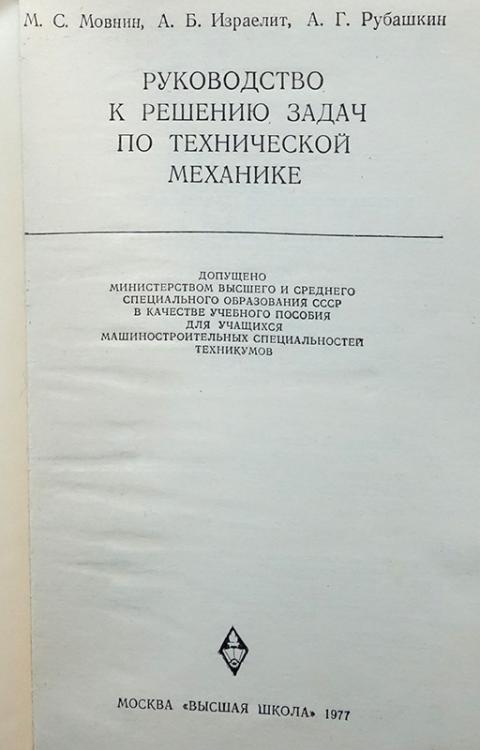 М. С. Мовнин, А. Б. Израелит, А. Г. Рубашкин
РУКОВОДСТВО
К РЕШЕНИЮ ЗАДАЧ
ПО ТЕХНИЧЕСКОЙ
МЕХАНИКЕ
ДОПУЩЕНО
МИНИСТЕРСТВОМ ВЫСШЕГО И СРЕДНЕГО
СПЕЦИАЛЬНОГО ОБРАЗОВАНИЯ СССР
В КАЧЕСТВЕ УЧЕБНОГО ПОСОБИЯ
ДЛЯ УЧАЩИХСЯ
МАШИНОСТРОИТЕЛЬНЫХ СПЕЦИАЛЬНОСТЕЙ
ТЕХНИКУМОВ
МОСКВА «ВЫСШАЯ ШКОЛА» 1977